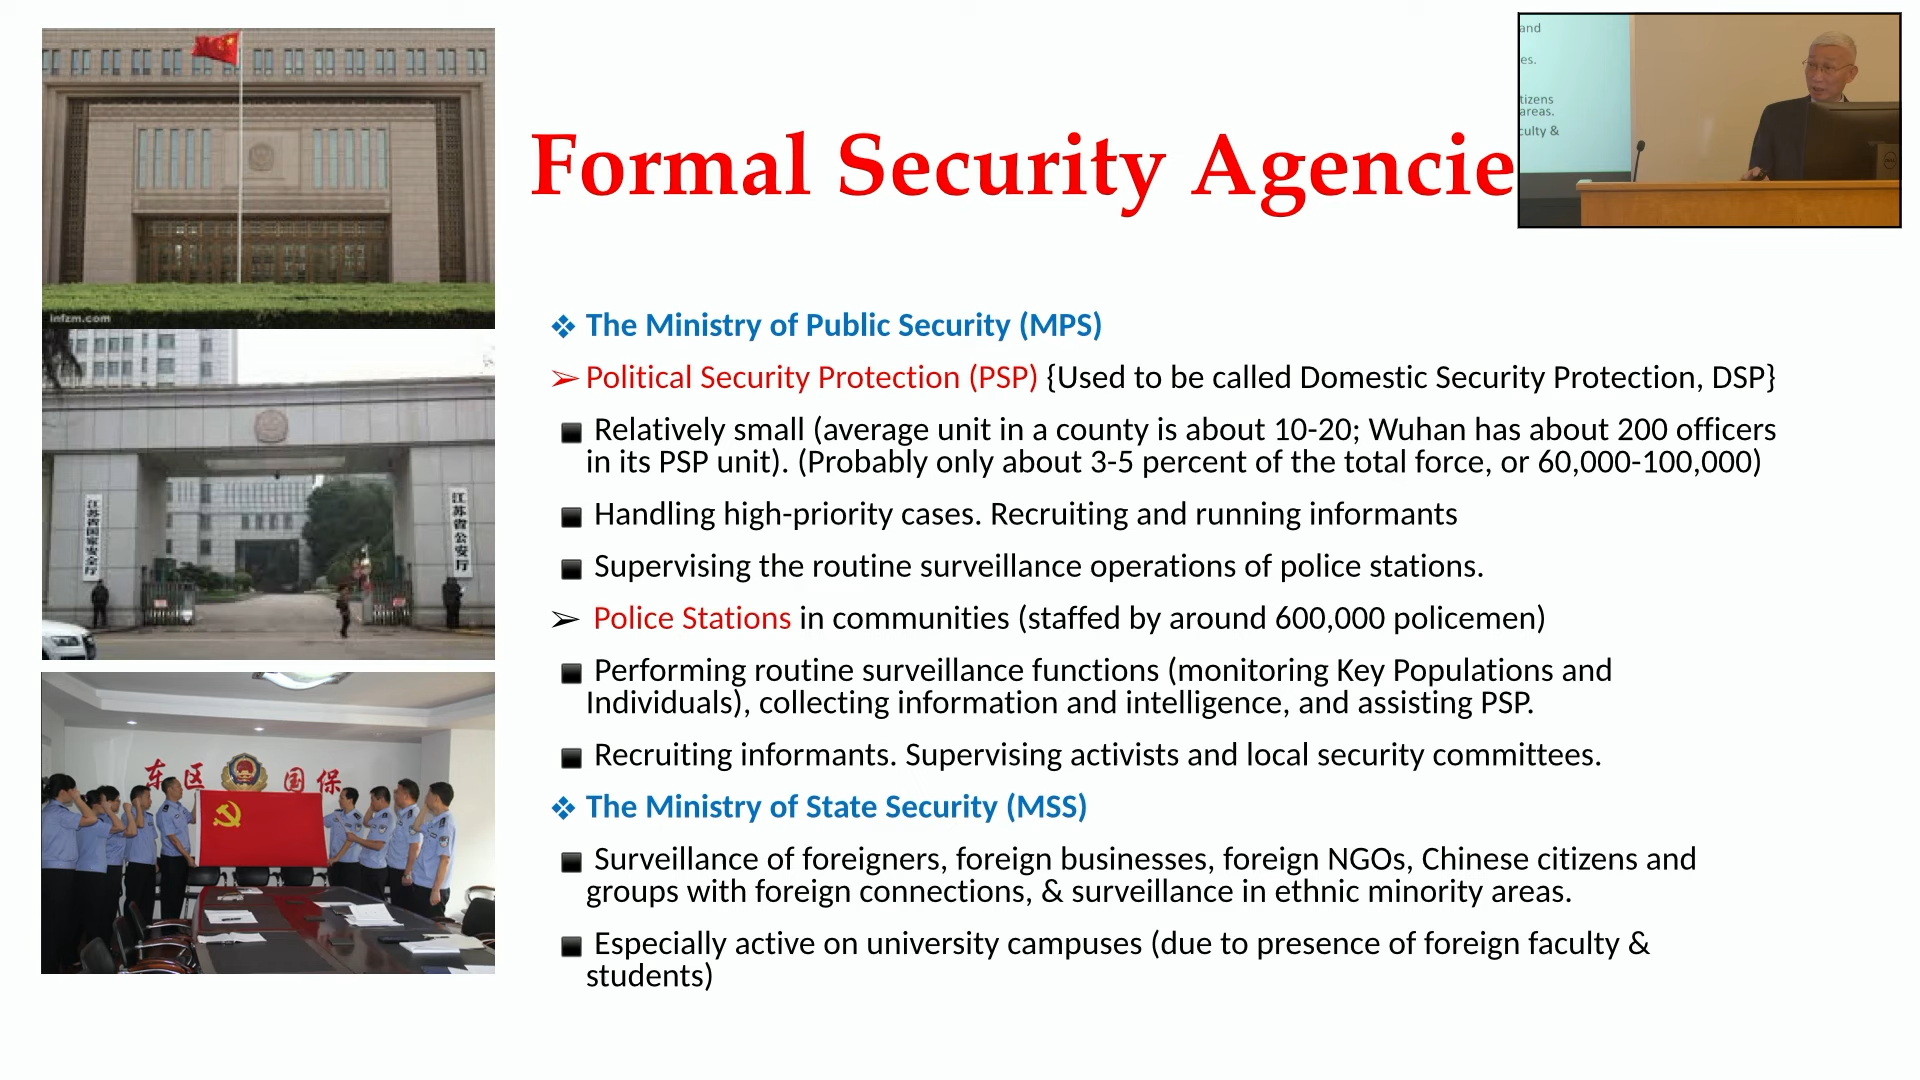 infzm.com
江苏省国家安全厅
江苏省公安厅
东区 国保
Formal Security Agencie
and
es.
tizens
areas.
culty &
❖ The Ministry of Public Security (MPS)
➢ Political Security Protection (PSP) {Used to be called Domestic Security Protection, DSP}
■ Relatively small (average unit in a county is about 10-20; Wuhan has about 200 officers
in its PSP unit). (Probably only about 3-5 percent of the total force, or 60,000-100,000)
■ Handling high-priority cases. Recruiting and running informants
■ Supervising the routine surveillance operations of police stations.
➢ Police Stations in communities (staffed by around 600,000 policemen)
■ Performing routine surveillance functions (monitoring Key Populations and
Individuals), collecting information and intelligence, and assisting PSP.
■ Recruiting informants. Supervising activists and local security committees.
❖ The Ministry of State Security (MSS)
■ Surveillance of foreigners, foreign businesses, foreign NGOs, Chinese citizens and
groups with foreign connections, & surveillance in ethnic minority areas.
■ Especially active on university campuses (due to presence of foreign faculty &
students)